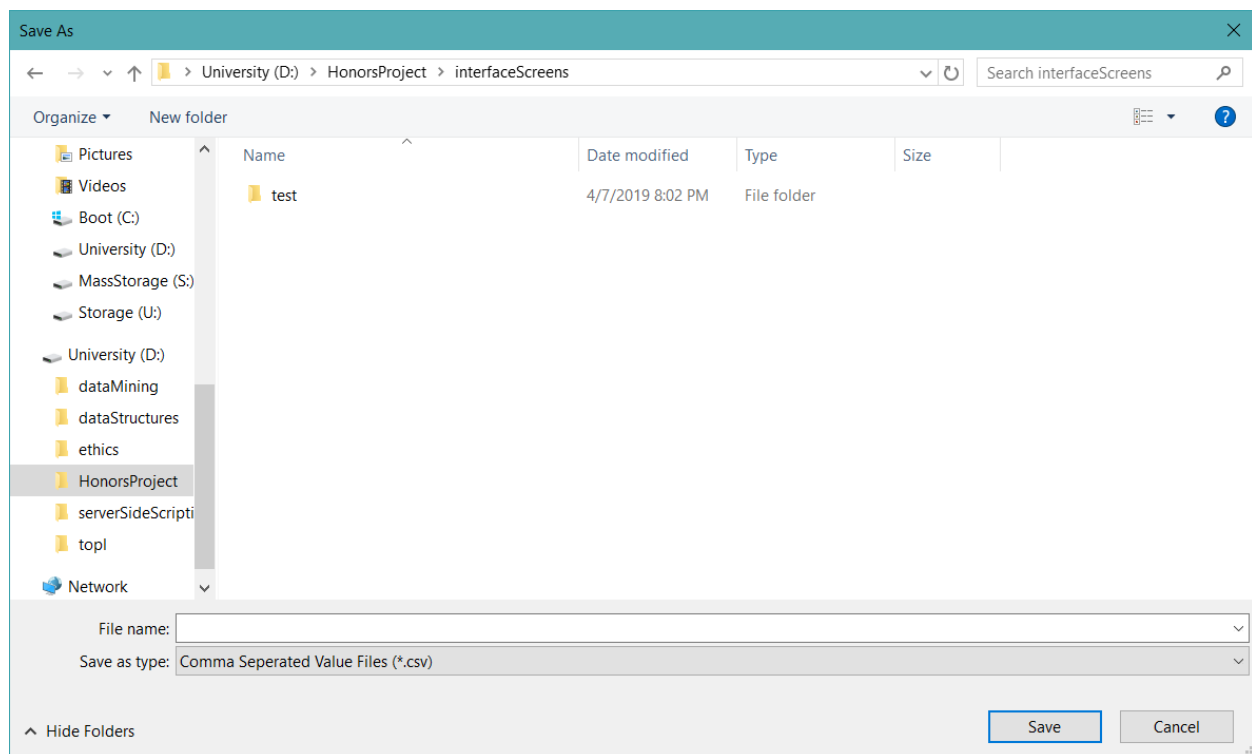 Save As
University (D:) > HonorsProject > interfaceScreens
Search interfaceScreens
Organize New folder
?
Name Date modified Type Size
test 4/7/2019 8:02 PM File folder
Pictures
Videos
Boot (C:)
University (D:)
MassStorage (S:)
Storage (U:)
University (D:)
dataMining
dataStructures
ethics
HonorsProject
serverSideScripti
topl
Network
File name:
Save as type: Comma Seperated Value Files (*.csv)
Hide Folders
Save Cancel